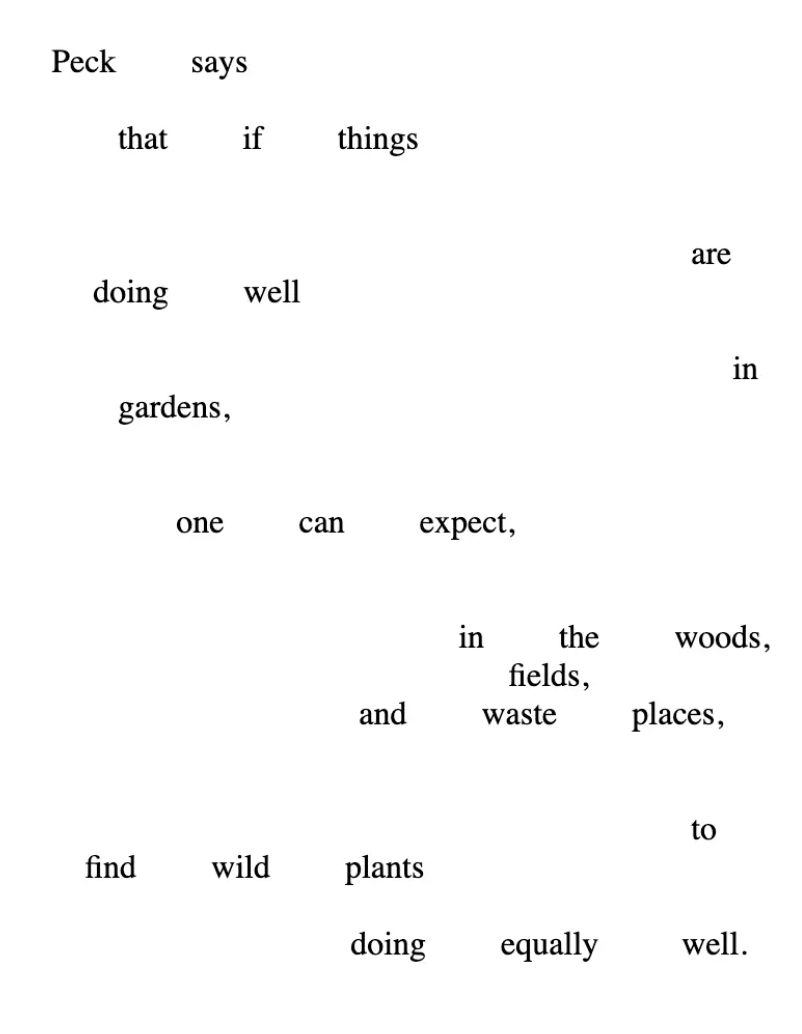 Peck says
that if things
are
doing well
in
gardens,
one can expect,
in the woods,
fields,
and waste places,
to
find wild plants
doing equally well.